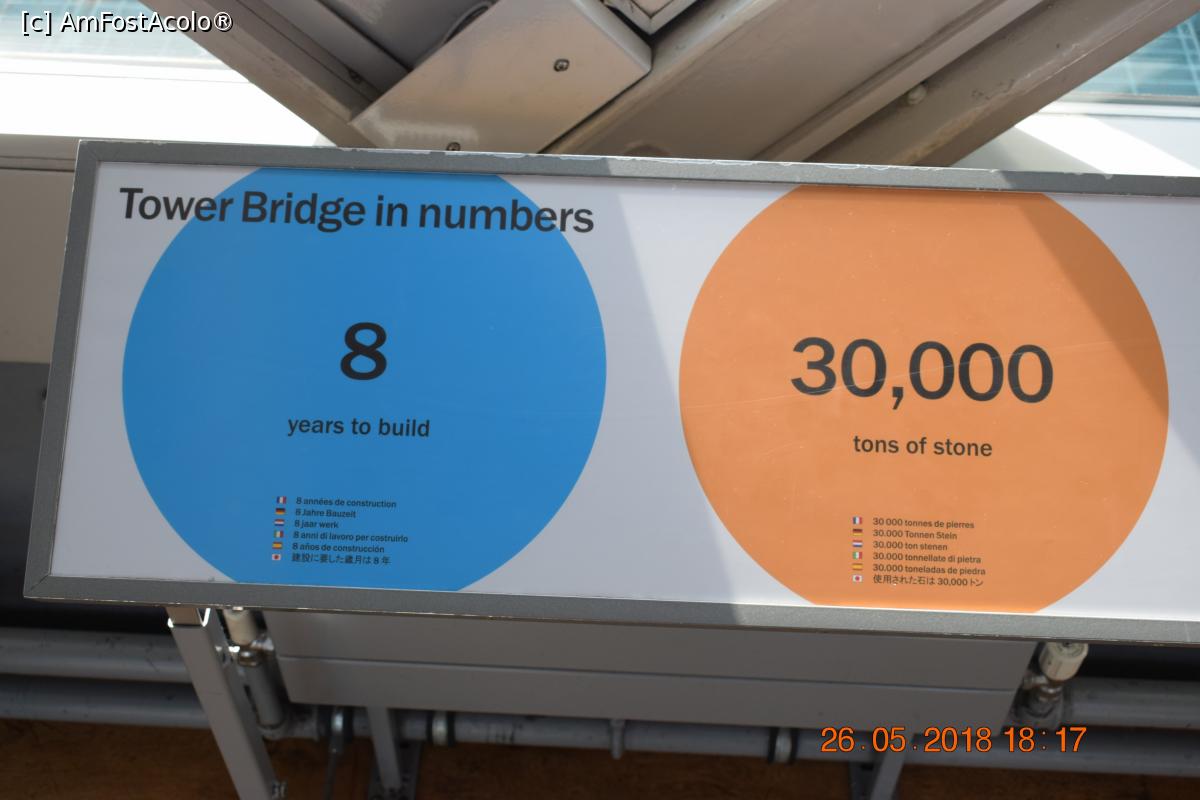 [c] AmFostAcolo®
Tower Bridge in numbers
8
years to build
8 années de construction
8 Jahre Bauzeit
8 jaar werk
8 anni di lavoro per costruirlo
8 años de construcción
建設に要した歳月は 8 年
30,000
tons of stone
30 000 tonnes de pierres
30.000 Tonnen Stein
30.000 ton stenen
30.000 tonnellate di pietra
30.000 toneladas de piedra
使用された石は 30,000 トン
26.05.2018 18:17